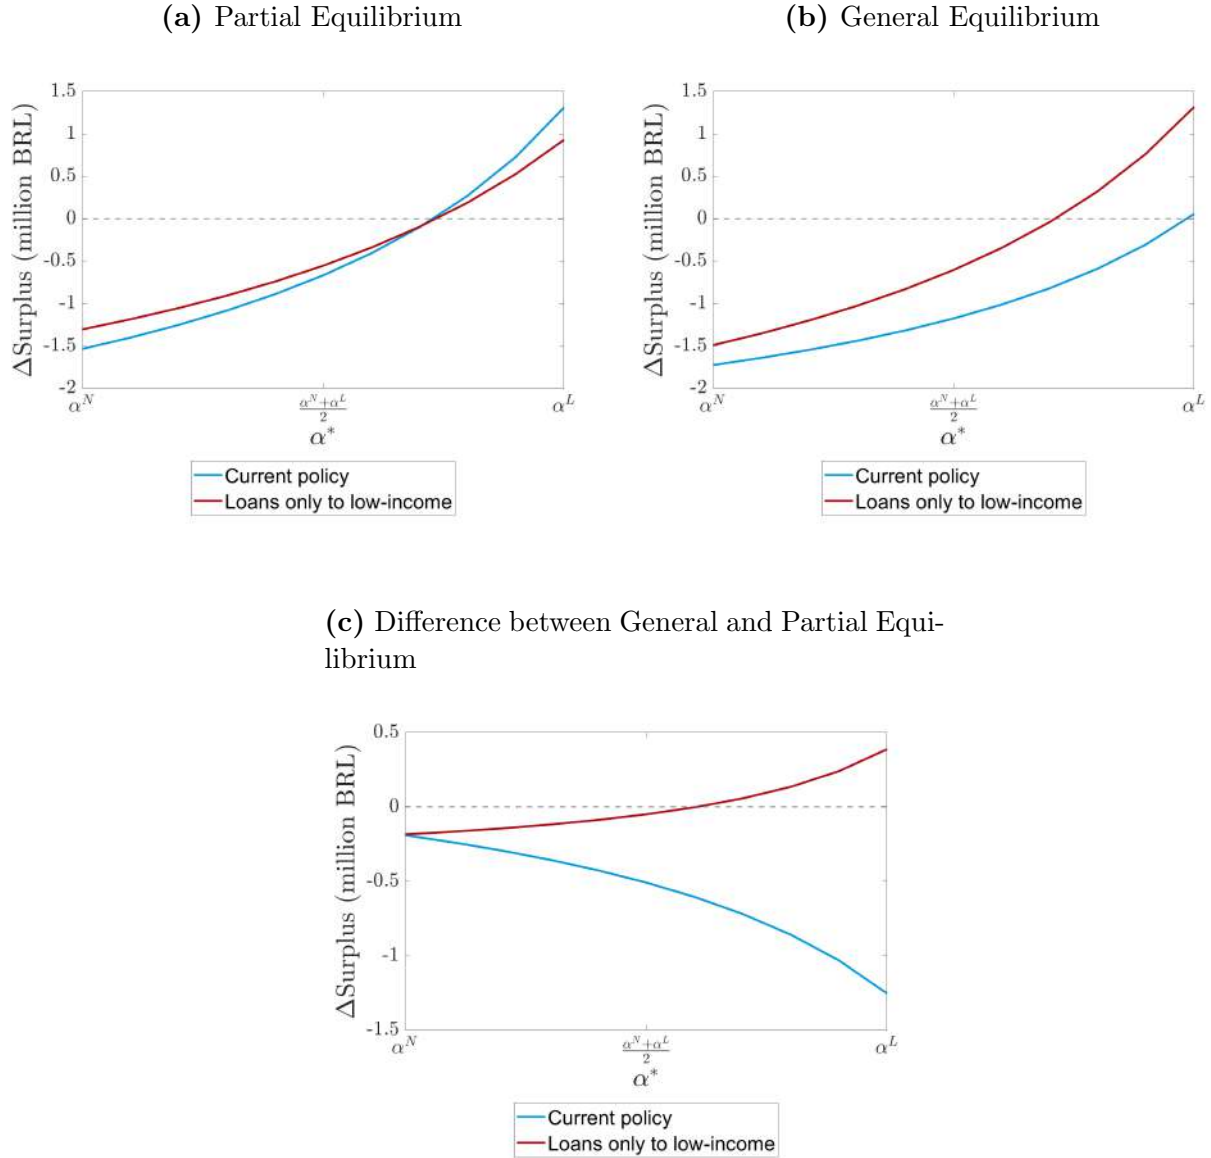 (a) Partial Equilibrium
ΔSurplus (million BRL)
1.5
1
0.5
0
-0.5
-1
-1.5
-2
α^N
(α^N+α^L)/2
α^L
α*
Current policy
Loans only to low-income
(b) General Equilibrium
ΔSurplus (million BRL)
1.5
1
0.5
0
-0.5
-1
-1.5
-2
α^N
(α^N+α^L)/2
α^L
α*
Current policy
Loans only to low-income
(c) Difference between General and Partial Equi-
librium
ΔSurplus (million BRL)
0.5
0
-0.5
-1
-1.5
α^N
(α^N+α^L)/2
α^L
α*
Current policy
Loans only to low-income